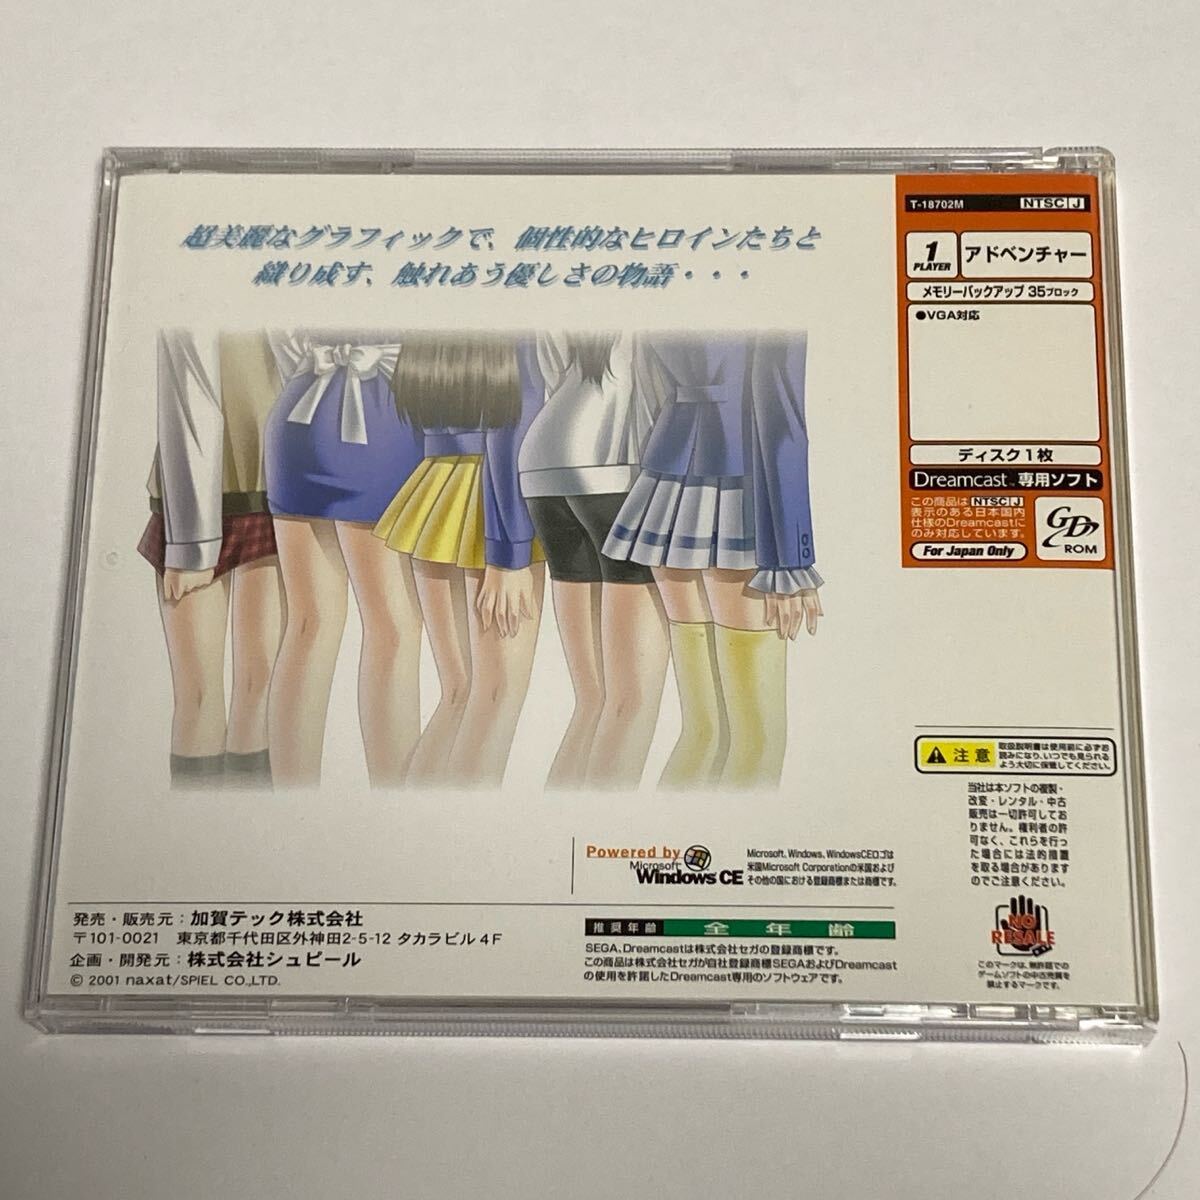 超美麗なグラフィックで、個性的なヒロインたちと
織り成す、触れあう優しさの物語・・・
T-18702M NTSC J
1 PLAYER アドベンチャー
メモリーバックアップ 35ブロック
●VGA対応
ディスク1枚
Dreamcast™専用ソフト
この商品は NTSC J
表示のある日本国内
仕様のDreamcastに
のみ対応しています。
For Japan Only
GD ROM
注意
取扱説明書は使用前に必ずお
読みになり、いつでも見られる
よう大切に保管してください。
当社は本ソフトの複製・
改変・レンタル・中古
販売は一切許可してお
りません。権利者の許
可なく、これらを行っ
た場合には法的措置
を取る場合があります
のでご注意ください。
NO
RESALE
このマークは、無許諾での
ゲームソフトの中古売買を
禁止するマークです。
Powered by
Microsoft
Windows CE
Microsoft、Windows、WindowsCEロゴは
米国Microsoft Corporationの米国および
その他の国における登録商標または商標です。
発売・販売元：加賀テック株式会社
〒101-0021 東京都千代田区外神田2-5-12 タカラビル4F
企画・開発元：株式会社シュピール
© 2001 naxat/SPIEL CO.,LTD.
推奨年齢 全年齢
SEGA、Dreamcastは株式会社セガの登録商標です。
この商品は株式会社セガが自社登録商標SEGAおよびDreamcast
の使用を許諾したDreamcast専用のソフトウェアです。